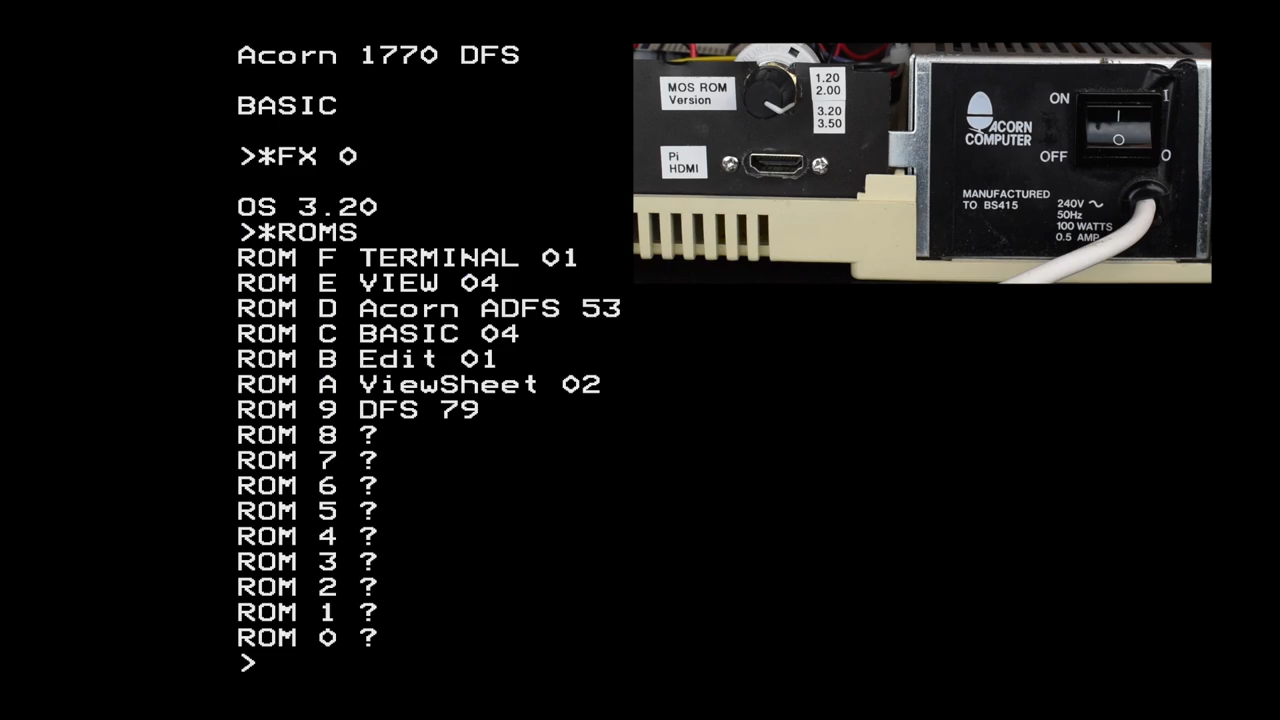 Acorn 1770 DFS
BASIC
>*FX 0
OS 3.20
>*ROMS
ROM F TERMINAL 01
ROM E VIEW 04
ROM D Acorn ADFS 53
ROM C BASIC 04
ROM B Edit 01
ROM A ViewSheet 02
ROM 9 DFS 79
ROM 8 ?
ROM 7 ?
ROM 6 ?
ROM 5 ?
ROM 4 ?
ROM 3 ?
ROM 2 ?
ROM 1 ?
ROM 0 ?
>
MOS ROM
Version
1.20
2.00
3.20
3.50
Pi
HDMI
ACORN
COMPUTER
ON
I
OFF
O
I
O
MANUFACTURED
TO BS415
240V ~
50Hz
100 WATTS
0.5 AMP